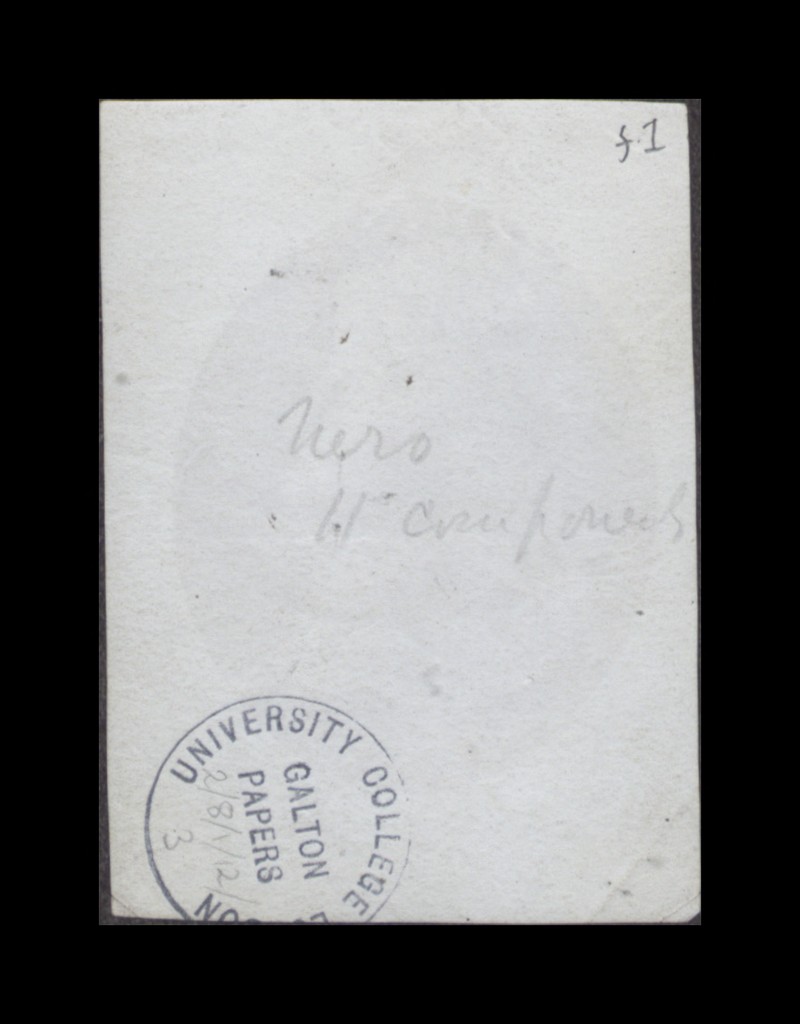 f1
Nero
11 components
UNIVERSITY COLLEGE
GALTON
PAPERS
2/8/1/12/
3